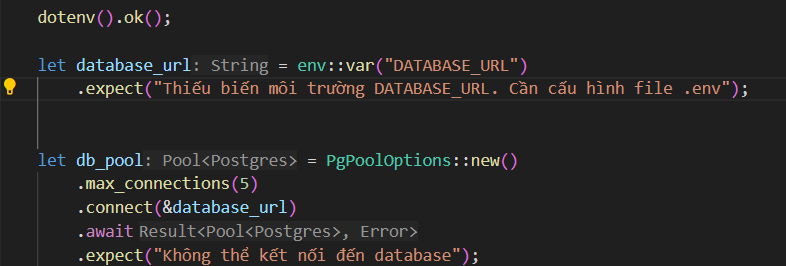 dotenv().ok();
let database_url: String = env::var("DATABASE_URL")
.expect("Thiếu biến môi trường DATABASE_URL. Cần cấu hình file .env");
let db_pool: Pool<Postgres> = PgPoolOptions::new()
.max_connections(5)
.connect(&database_url)
.await Result<Pool<Postgres>, Error>
.expect("Không thể kết nối đến database");